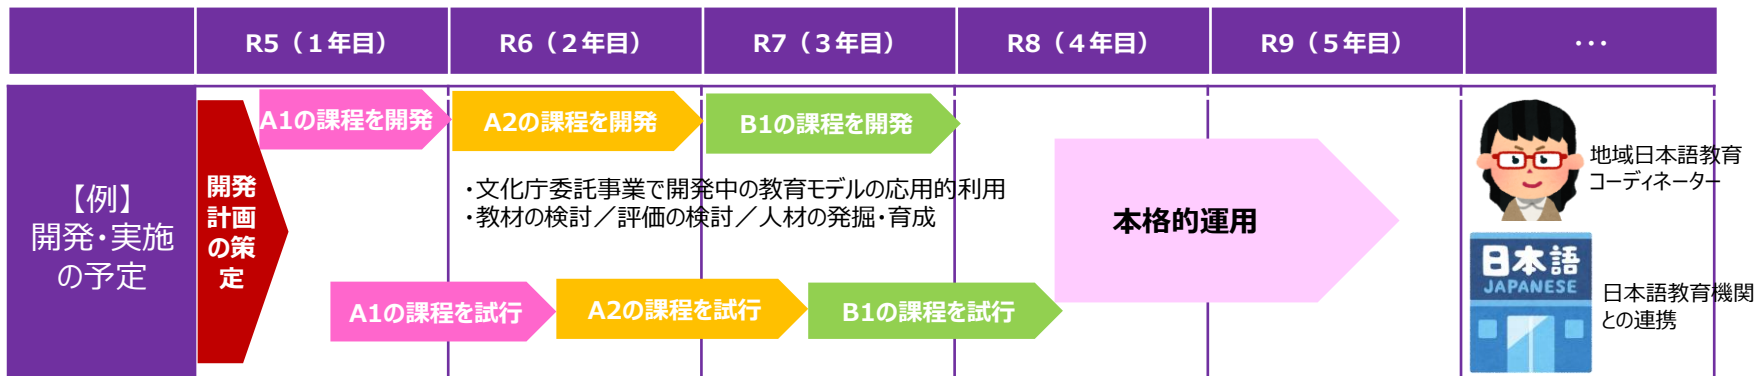 R5（１年目）
R6（２年目）
R7（３年目）
R8（４年目）
R9（５年目）
･･･
【例】
開発・実施
の予定
開発
計画
の策
定
A1の課程を開発
A2の課程を開発
B1の課程を開発
・文化庁委託事業で開発中の教育モデルの応用的利用
・教材の検討／評価の検討／人材の発掘・育成
A1の課程を試行
A2の課程を試行
B1の課程を試行
本格的運用
地域日本語教育
コーディネーター
日本語
JAPANESE
日本語教育機関
との連携